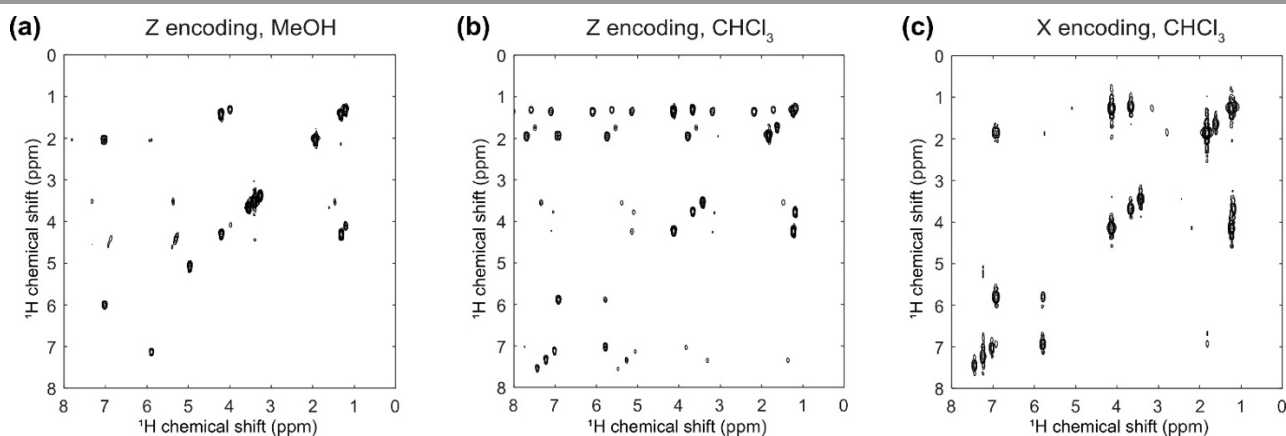 (a) Z encoding, MeOH
0
1
2
3
4
5
6
7
8
¹H chemical shift (ppm)
8 7 6 5 4 3 2 1 0
¹H chemical shift (ppm)
(b) Z encoding, CHCl₃
0
1
2
3
4
5
6
7
8
¹H chemical shift (ppm)
8 7 6 5 4 3 2 1 0
¹H chemical shift (ppm)
(c) X encoding, CHCl₃
0
1
2
3
4
5
6
7
8
¹H chemical shift (ppm)
8 7 6 5 4 3 2 1 0
¹H chemical shift (ppm)